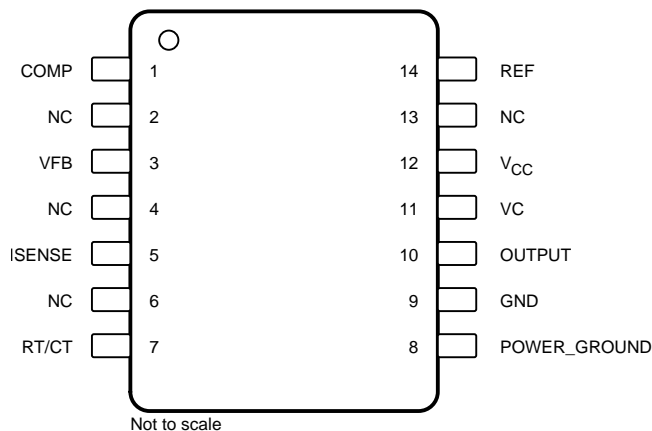 COMP 1 14 REF
NC 2 13 NC
VFB 3 12 VCC
NC 4 11 VC
ISENSE 5 10 OUTPUT
NC 6 9 GND
RT/CT 7 8 POWER_GROUND
Not to scale